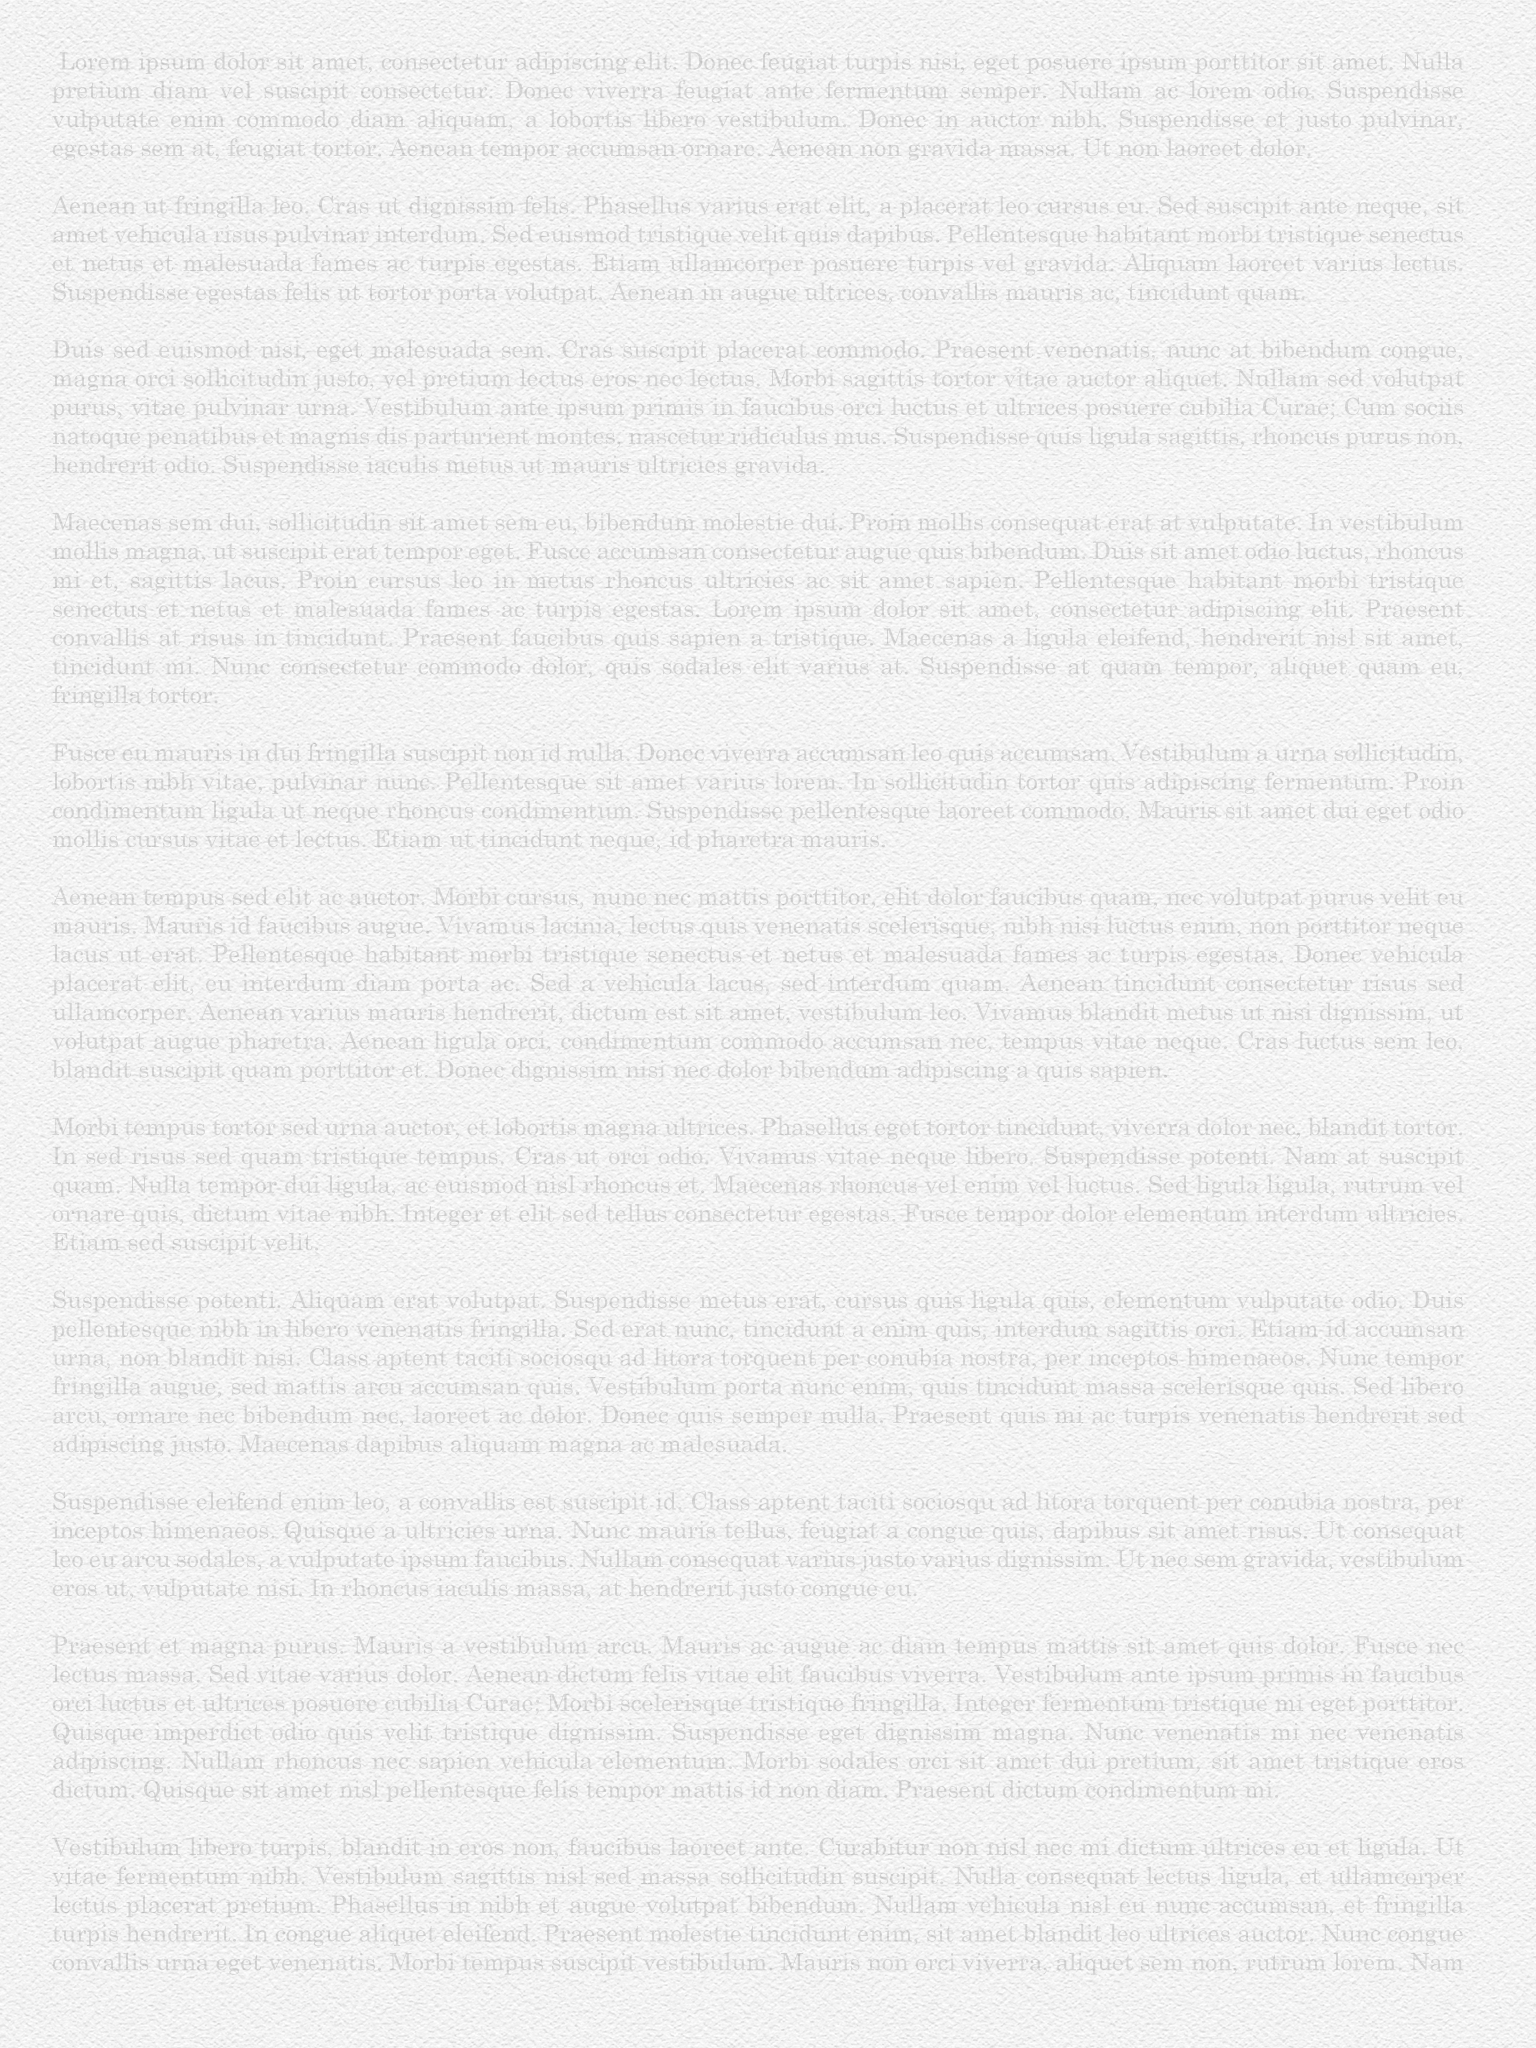 Lorem ipsum dolor sit amet, consectetur adipiscing elit. Donec feugiat turpis nisi, eget posuere ipsum porttitor sit amet. Nulla
pretium diam vel suscipit consectetur. Donec viverra feugiat ante fermentum semper. Nullam ac lorem odio. Suspendisse
vulputate enim commodo diam aliquam, a lobortis libero vestibulum. Donec in auctor nibh. Suspendisse et justo pulvinar,
egestas sem at, feugiat tortor. Aenean tempor accumsan ornare. Aenean non gravida massa. Ut non laoreet dolor.
Aenean ut fringilla leo. Cras ut dignissim felis. Phasellus varius erat elit, a placerat leo cursus eu. Sed suscipit ante neque, sit
amet vehicula risus pulvinar interdum. Sed euismod tristique velit quis dapibus. Pellentesque habitant morbi tristique senectus
et netus et malesuada fames ac turpis egestas. Etiam ullamcorper posuere turpis vel gravida. Aliquam laoreet varius lectus.
Suspendisse egestas felis ut tortor porta volutpat. Aenean in augue ultrices, convallis mauris ac, tincidunt quam.
Duis sed euismod nisi, eget malesuada sem. Cras suscipit placerat commodo. Praesent venenatis, nunc at bibendum congue,
magna orci sollicitudin justo, vel pretium lectus eros nec lectus. Morbi sagittis tortor vitae auctor aliquet. Nullam sed volutpat
purus, vitae pulvinar urna. Vestibulum ante ipsum primis in faucibus orci luctus et ultrices posuere cubilia Curae; Cum sociis
natoque penatibus et magnis dis parturient montes, nascetur ridiculus mus. Suspendisse quis ligula sagittis, rhoncus purus non,
hendrerit odio. Suspendisse iaculis metus ut mauris ultricies gravida.
Maecenas sem dui, sollicitudin sit amet sem eu, bibendum molestie dui. Proin mollis consequat erat at vulputate. In vestibulum
mollis magna, ut suscipit erat tempor eget. Fusce accumsan consectetur augue quis bibendum. Duis sit amet odio luctus, rhoncus
mi et, sagittis lacus. Proin cursus leo in metus rhoncus ultricies ac sit amet sapien. Pellentesque habitant morbi tristique
senectus et netus et malesuada fames ac turpis egestas. Lorem ipsum dolor sit amet, consectetur adipiscing elit. Praesent
convallis at risus in tincidunt. Praesent faucibus quis sapien a tristique. Maecenas a ligula eleifend, hendrerit nisl sit amet,
tincidunt mi. Nunc consectetur commodo dolor, quis sodales elit varius at. Suspendisse at quam tempor, aliquet quam eu,
fringilla tortor.
Fusce eu mauris in dui fringilla suscipit non id nulla. Donec viverra accumsan leo quis accumsan. Vestibulum a urna sollicitudin,
lobortis nibh vitae, pulvinar nunc. Pellentesque sit amet varius lorem. In sollicitudin tortor quis adipiscing fermentum. Proin
condimentum ligula ut neque rhoncus condimentum. Suspendisse pellentesque laoreet commodo. Mauris sit amet dui eget odio
mollis cursus vitae et lectus. Etiam ut tincidunt neque, id pharetra mauris.
Aenean tempus sed elit ac auctor. Morbi cursus, nunc nec mattis porttitor, elit dolor faucibus quam, nec volutpat purus velit eu
mauris. Mauris id faucibus augue. Vivamus lacinia, lectus quis venenatis scelerisque, nibh nisi luctus enim, non porttitor neque
lacus ut erat. Pellentesque habitant morbi tristique senectus et netus et malesuada fames ac turpis egestas. Donec vehicula
placerat elit, eu interdum diam porta ac. Sed a vehicula lacus, sed interdum quam. Aenean tincidunt consectetur risus sed
ullamcorper. Aenean varius mauris hendrerit, dictum est sit amet, vestibulum leo. Vivamus blandit metus ut nisi dignissim, ut
volutpat augue pharetra. Aenean ligula orci, condimentum commodo accumsan nec, tempus vitae neque. Cras luctus sem leo,
blandit suscipit quam porttitor et. Donec dignissim nisi nec dolor bibendum adipiscing a quis sapien.
Morbi tempus tortor sed urna auctor, et lobortis magna ultrices. Phasellus eget tortor tincidunt, viverra dolor nec, blandit tortor.
In sed risus sed quam tristique tempus. Cras ut orci odio. Vivamus vitae neque libero. Suspendisse potenti. Nam at suscipit
quam. Nulla tempor dui ligula, ac euismod nisl rhoncus et. Maecenas rhoncus vel enim vel luctus. Sed ligula ligula, rutrum vel
ornare quis, dictum vitae nibh. Integer et elit sed tellus consectetur egestas. Fusce tempor dolor elementum interdum ultricies.
Etiam sed suscipit velit.
Suspendisse potenti. Aliquam erat volutpat. Suspendisse metus erat, cursus quis ligula quis, elementum vulputate odio. Duis
pellentesque nibh in libero venenatis fringilla. Sed erat nunc, tincidunt a enim quis, interdum sagittis orci. Etiam id accumsan
urna, non blandit nisi. Class aptent taciti sociosqu ad litora torquent per conubia nostra, per inceptos himenaeos. Nunc tempor
fringilla augue, sed mattis arcu accumsan quis. Vestibulum porta nunc enim, quis tincidunt massa scelerisque quis. Sed libero
arcu, ornare nec bibendum nec, laoreet ac dolor. Donec quis semper nulla. Praesent quis mi ac turpis venenatis hendrerit sed
adipiscing justo. Maecenas dapibus aliquam magna ac malesuada.
Suspendisse eleifend enim leo, a convallis est suscipit id. Class aptent taciti sociosqu ad litora torquent per conubia nostra, per
inceptos himenaeos. Quisque a ultricies urna. Nunc mauris tellus, feugiat a congue quis, dapibus sit amet risus. Ut consequat
leo eu arcu sodales, a vulputate ipsum faucibus. Nullam consequat varius justo varius dignissim. Ut nec sem gravida, vestibulum
eros ut, vulputate nisi. In rhoncus iaculis massa, at hendrerit justo congue eu.
Praesent et magna purus. Mauris a vestibulum arcu. Mauris ac augue ac diam tempus mattis sit amet quis dolor. Fusce nec
lectus massa. Sed vitae varius dolor. Aenean dictum felis vitae elit faucibus viverra. Vestibulum ante ipsum primis in faucibus
orci luctus et ultrices posuere cubilia Curae; Morbi scelerisque tristique fringilla. Integer fermentum tristique mi eget porttitor.
Quisque imperdiet odio quis velit tristique dignissim. Suspendisse eget dignissim magna. Nunc venenatis mi nec venenatis
adipiscing. Nullam rhoncus nec sapien vehicula elementum. Morbi sodales orci sit amet dui pretium, sit amet tristique eros
dictum. Quisque sit amet nisl pellentesque felis tempor mattis id non diam. Praesent dictum condimentum mi.
Vestibulum libero turpis, blandit in eros non, faucibus laoreet ante. Curabitur non nisl nec mi dictum ultrices eu et ligula. Ut
vitae fermentum nibh. Vestibulum sagittis nisl sed massa sollicitudin suscipit. Nulla consequat lectus ligula, et ullamcorper
lectus placerat pretium. Phasellus in nibh et augue volutpat bibendum. Nullam vehicula nisl eu nunc accumsan, et fringilla
turpis hendrerit. In congue aliquet eleifend. Praesent molestie tincidunt enim, sit amet blandit leo ultrices auctor. Nunc congue
convallis urna eget venenatis. Morbi tempus suscipit vestibulum. Mauris non orci viverra, aliquet sem non, rutrum lorem. Nam